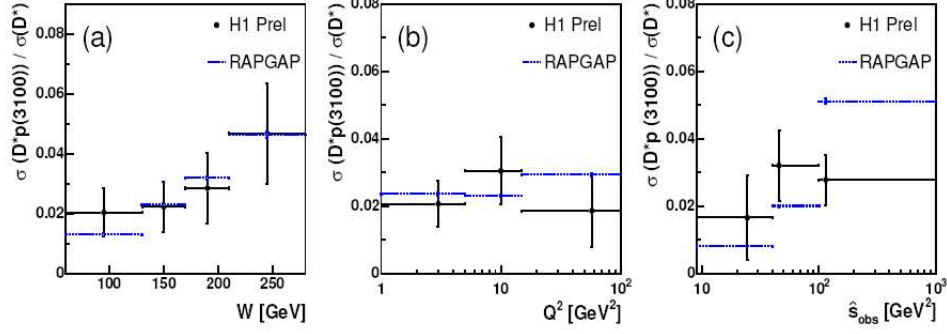 σ (D*p(3100)) / σ(D*)
0.08
0.06
0.04
0.02
0
(a)
H1 Prel
RAPGAP
100 150 200 250
W [GeV]
σ (D*p(3100)) / σ(D*)
0.08
0.06
0.04
0.02
0
(b)
H1 Prel
RAPGAP
1 10 10²
Q² [GeV²]
σ (D*p(3100)) / σ(D*)
0.08
0.06
0.04
0.02
0
(c)
H1 Prel
RAPGAP
10 10² 10³
ŝ_obs [GeV²]